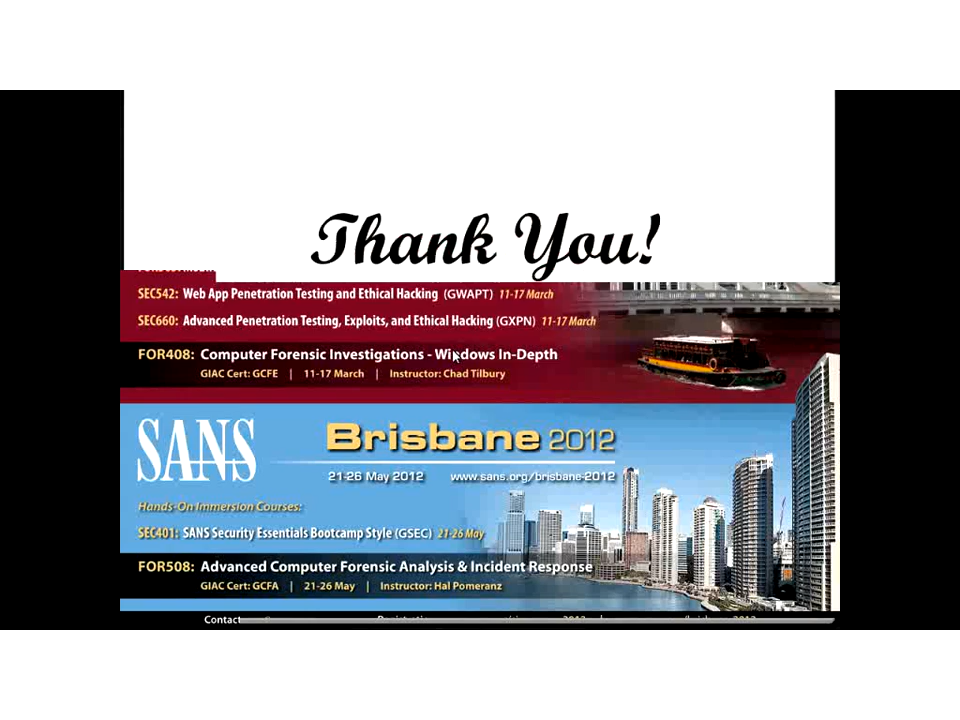 Thank You!
SEC542: Web App Penetration Testing and Ethical Hacking (GWAPT) 11-17 March
SEC660: Advanced Penetration Testing, Exploits, and Ethical Hacking (GXPN) 11-17 March
FOR408: Computer Forensic Investigations - Windows In-Depth
GIAC Cert: GCFE | 11-17 March | Instructor: Chad Tilbury
SANS
Brisbane 2012
21-26 May 2012 www.sans.org/brisbane-2012
Hands-On Immersion Courses:
SEC401: SANS Security Essentials Bootcamp Style (GSEC) 21-26 May
FOR508: Advanced Computer Forensic Analysis & Incident Response
GIAC Cert: GCFA | 21-26 May | Instructor: Hal Pomeranz
Contact